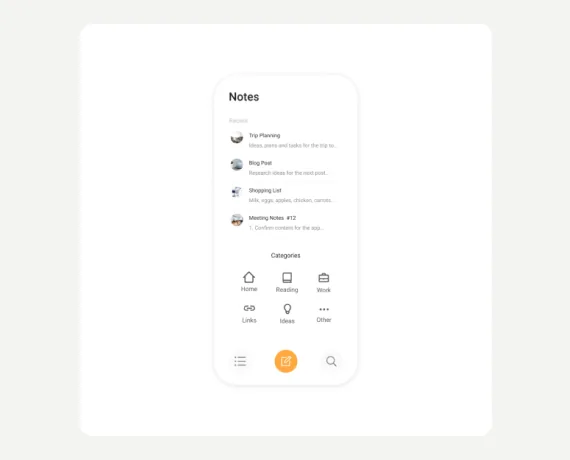 Notes
Recent
Trip Planning
Ideas, plans and tasks for the trip to...
Blog Post
Research ideas for the next post...
Shopping List
Milk, eggs, apples, chicken, carrots...
Meeting Notes #12
1. Confirm content for the app...
Categories
Home Reading Work
Links Ideas Other